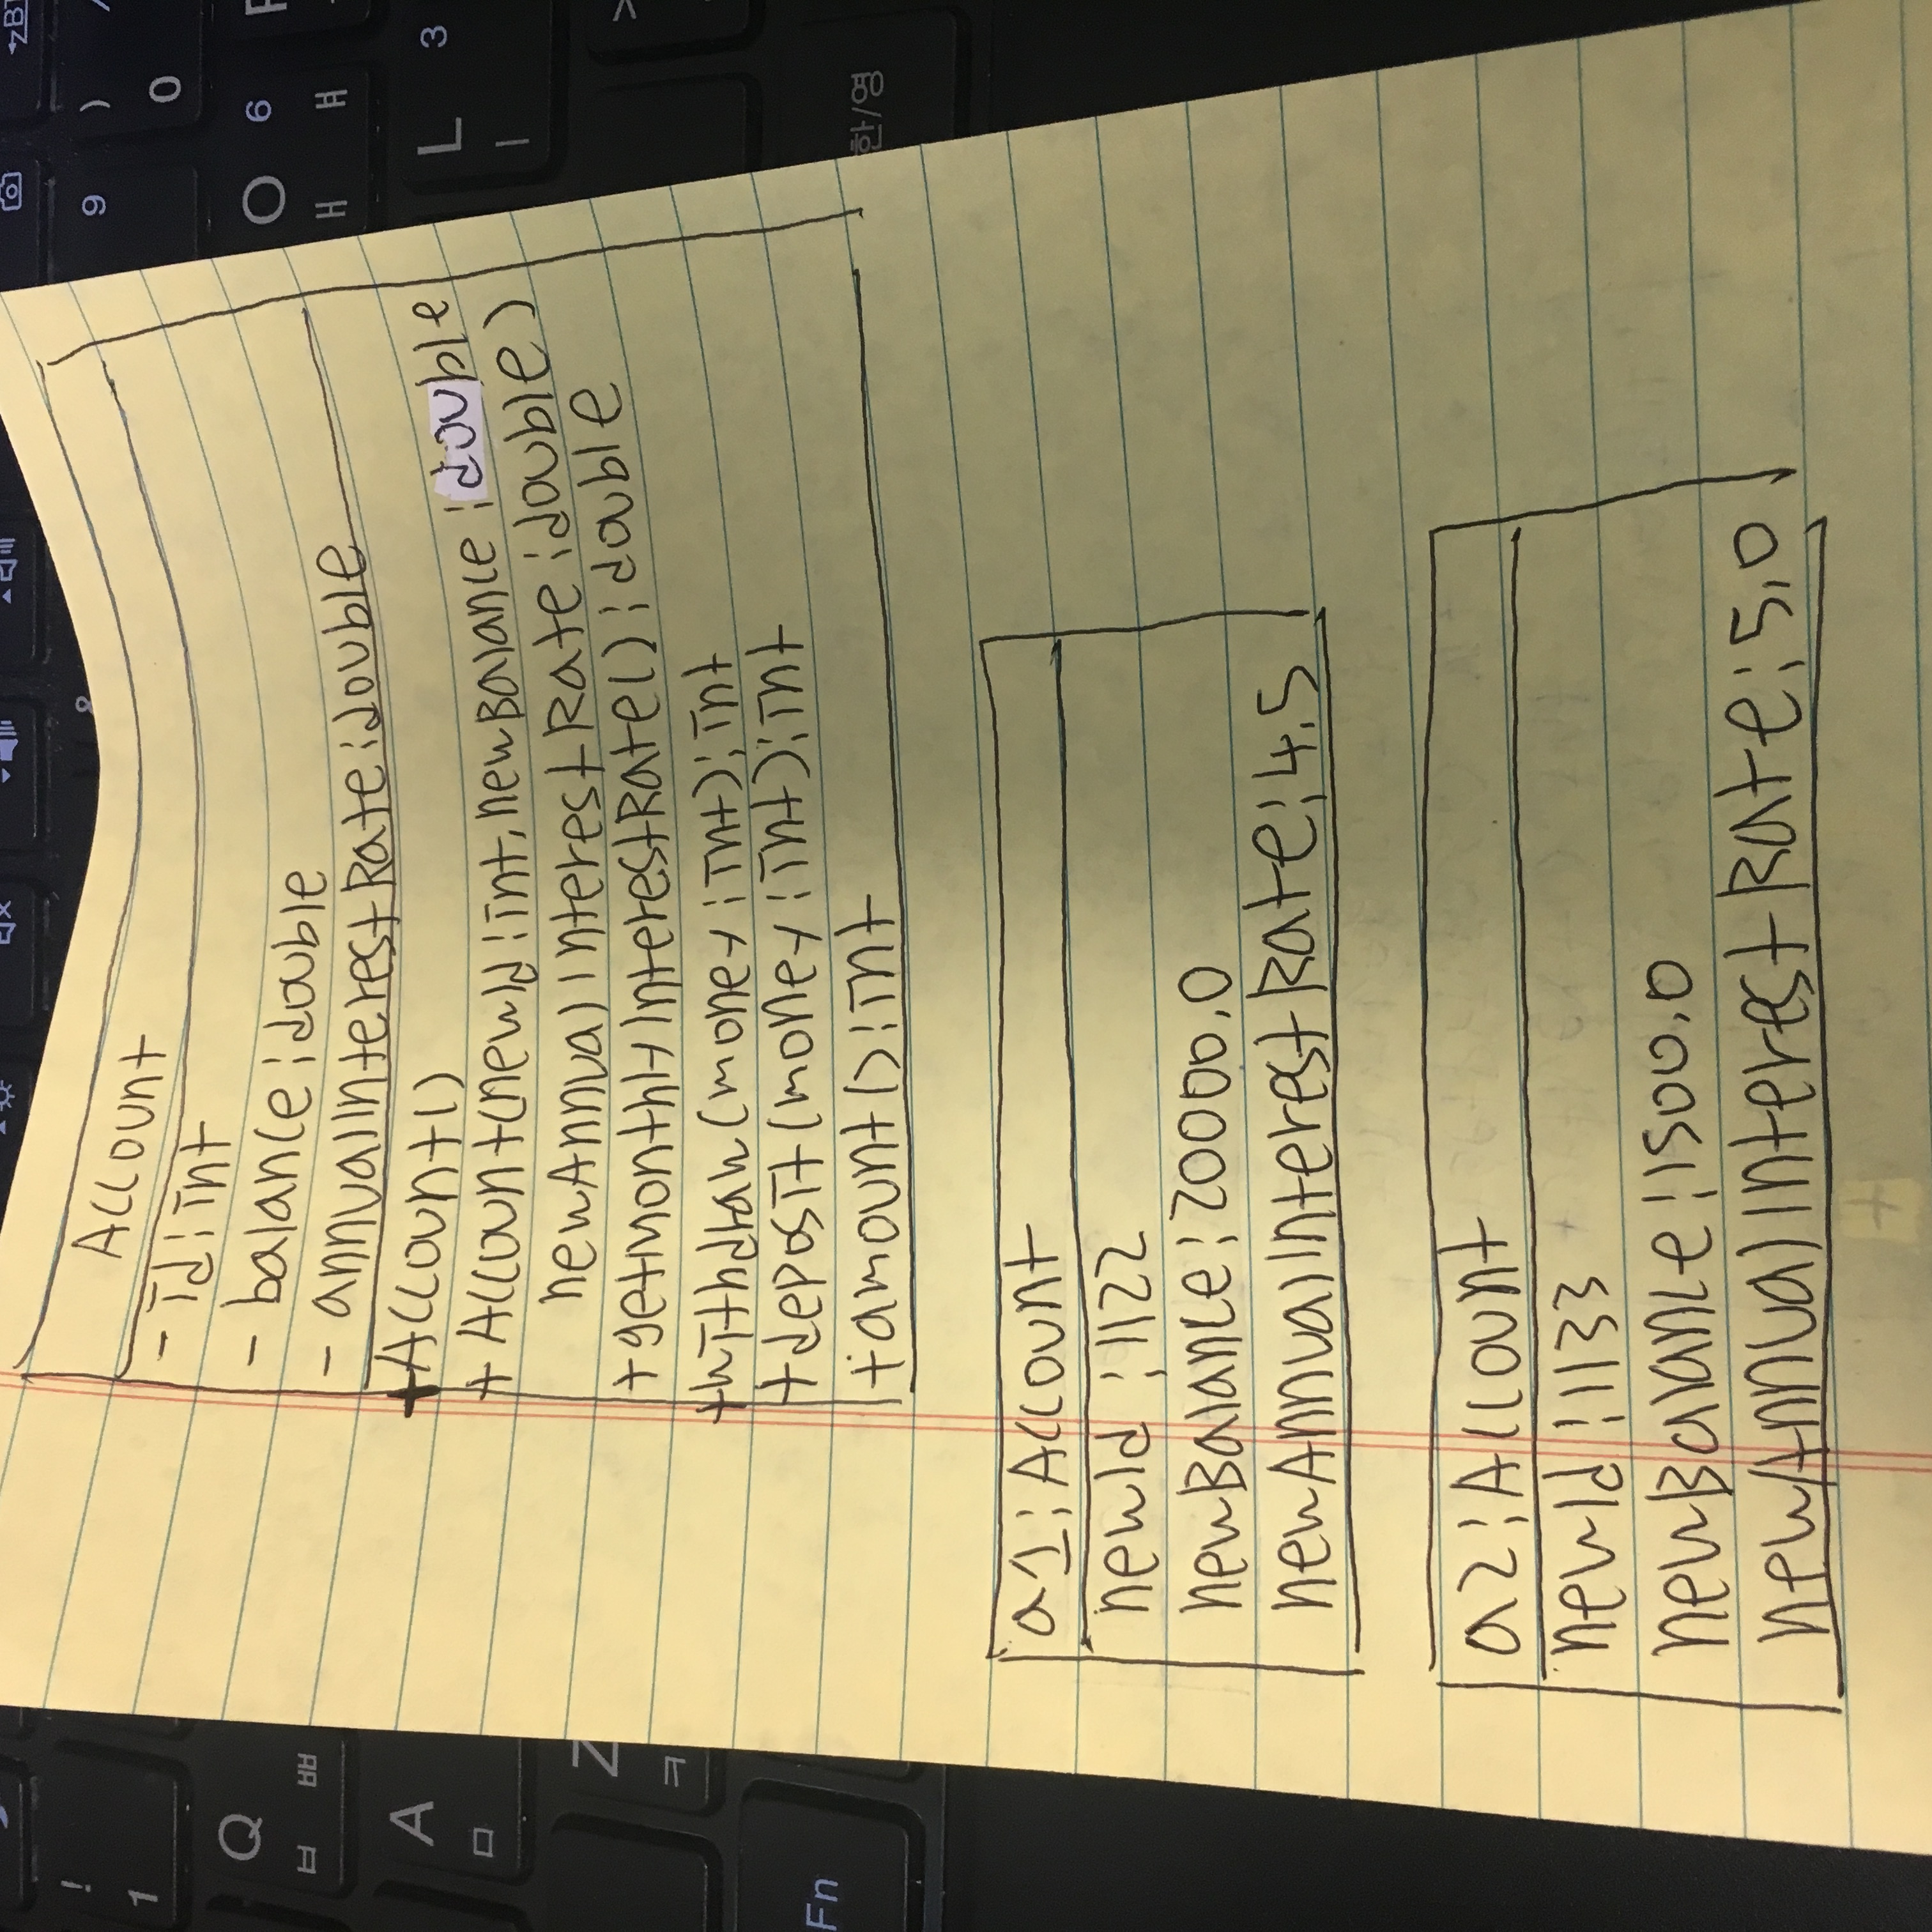 Account
- id : int
- balance : double
- annualInterestRate : double
+ Account()
+ Account(newId : int, newBalance : double
newAnnualInterestRate : double)
+ getMonthlyInterestRate() : double
+ withdraw(money : int) : int
+ deposit(money : int) : int
+ amount() : int
a1 : Account
newId : 1122
newBalance : 20000.0
newAnnualInterestRate : 4.5
a2 : Account
newId : 1133
newBalance : 1500.0
newAnnualInterestRate : 5.0
+
!
1
&
9
)
0
Q
ㅂ ㅃ
O 6
ㅐ ㅒ
A
ㅁ
L 3
ㅣ
Z
ㅋ
>
Fn
한/영